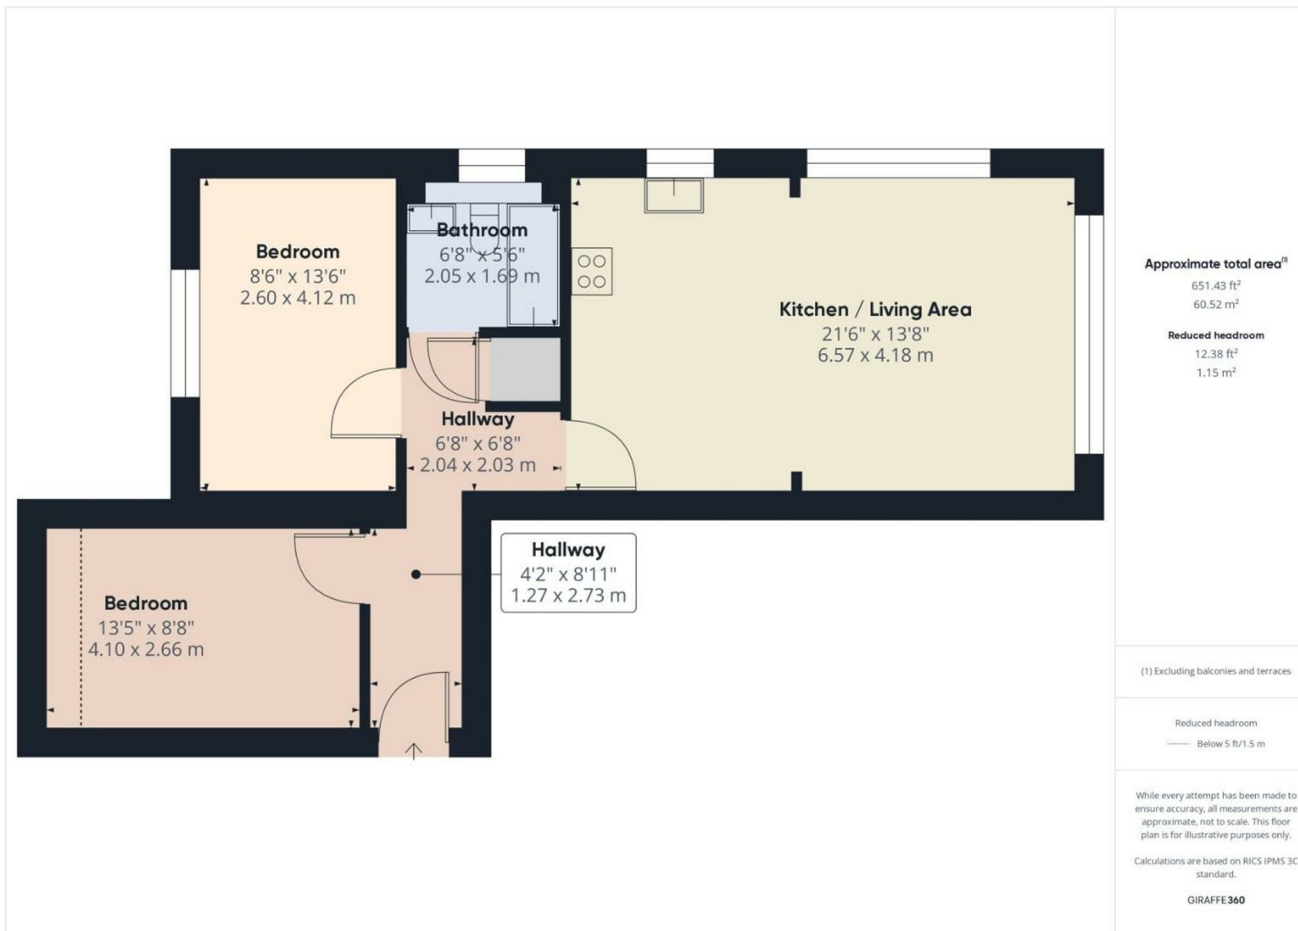 Bedroom
8'6" x 13'6"
2.60 x 4.12 m
Bathroom
6'8" x 5'6"
2.05 x 1.69 m
Kitchen / Living Area
21'6" x 13'8"
6.57 x 4.18 m
Hallway
6'8" x 6'8"
2.04 x 2.03 m
Hallway
4'2" x 8'11"
1.27 x 2.73 m
Bedroom
13'5" x 8'8"
4.10 x 2.66 m
Approximate total area(1)
651.43 ft²
60.52 m²
Reduced headroom
12.38 ft²
1.15 m²
(1) Excluding balconies and terraces
Reduced headroom
Below 5 ft/1.5 m
While every attempt has been made to
ensure accuracy, all measurements are
approximate, not to scale. This floor
plan is for illustrative purposes only.
Calculations are based on RICS IPMS 3C
standard.
GIRAFFE360